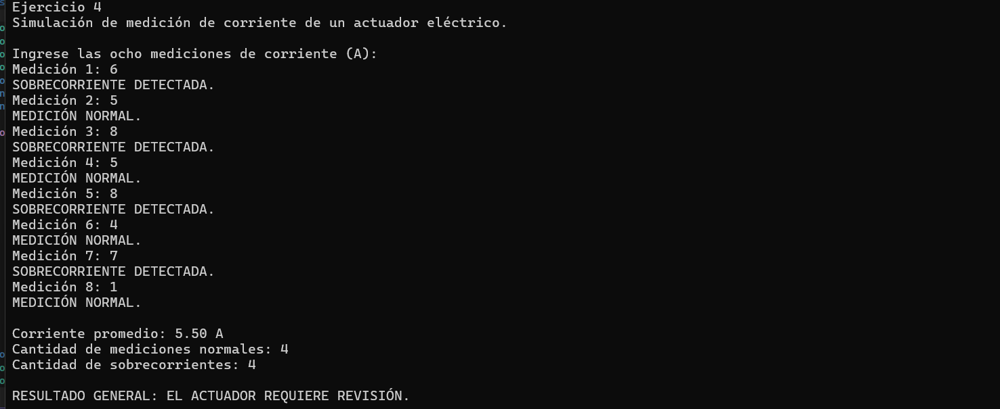 Ejercicio 4
Simulación de medición de corriente de un actuador eléctrico.
Ingrese las ocho mediciones de corriente (A):
Medición 1: 6
SOBRECORRIENTE DETECTADA.
Medición 2: 5
MEDICIÓN NORMAL.
Medición 3: 8
SOBRECORRIENTE DETECTADA.
Medición 4: 5
MEDICIÓN NORMAL.
Medición 5: 8
SOBRECORRIENTE DETECTADA.
Medición 6: 4
MEDICIÓN NORMAL.
Medición 7: 7
SOBRECORRIENTE DETECTADA.
Medición 8: 1
MEDICIÓN NORMAL.
Corriente promedio: 5.50 A
Cantidad de mediciones normales: 4
Cantidad de sobrecorrientes: 4
RESULTADO GENERAL: EL ACTUADOR REQUIERE REVISIÓN.